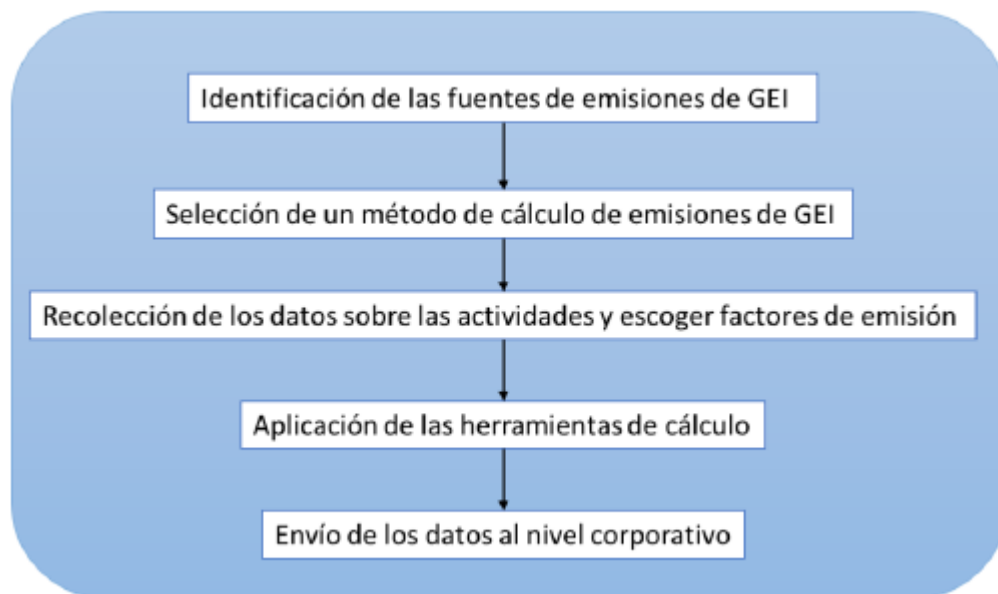 Identificación de las fuentes de emisiones de GEI
Selección de un método de cálculo de emisiones de GEI
Recolección de los datos sobre las actividades y escoger factores de emisión
Aplicación de las herramientas de cálculo
Envío de los datos al nivel corporativo